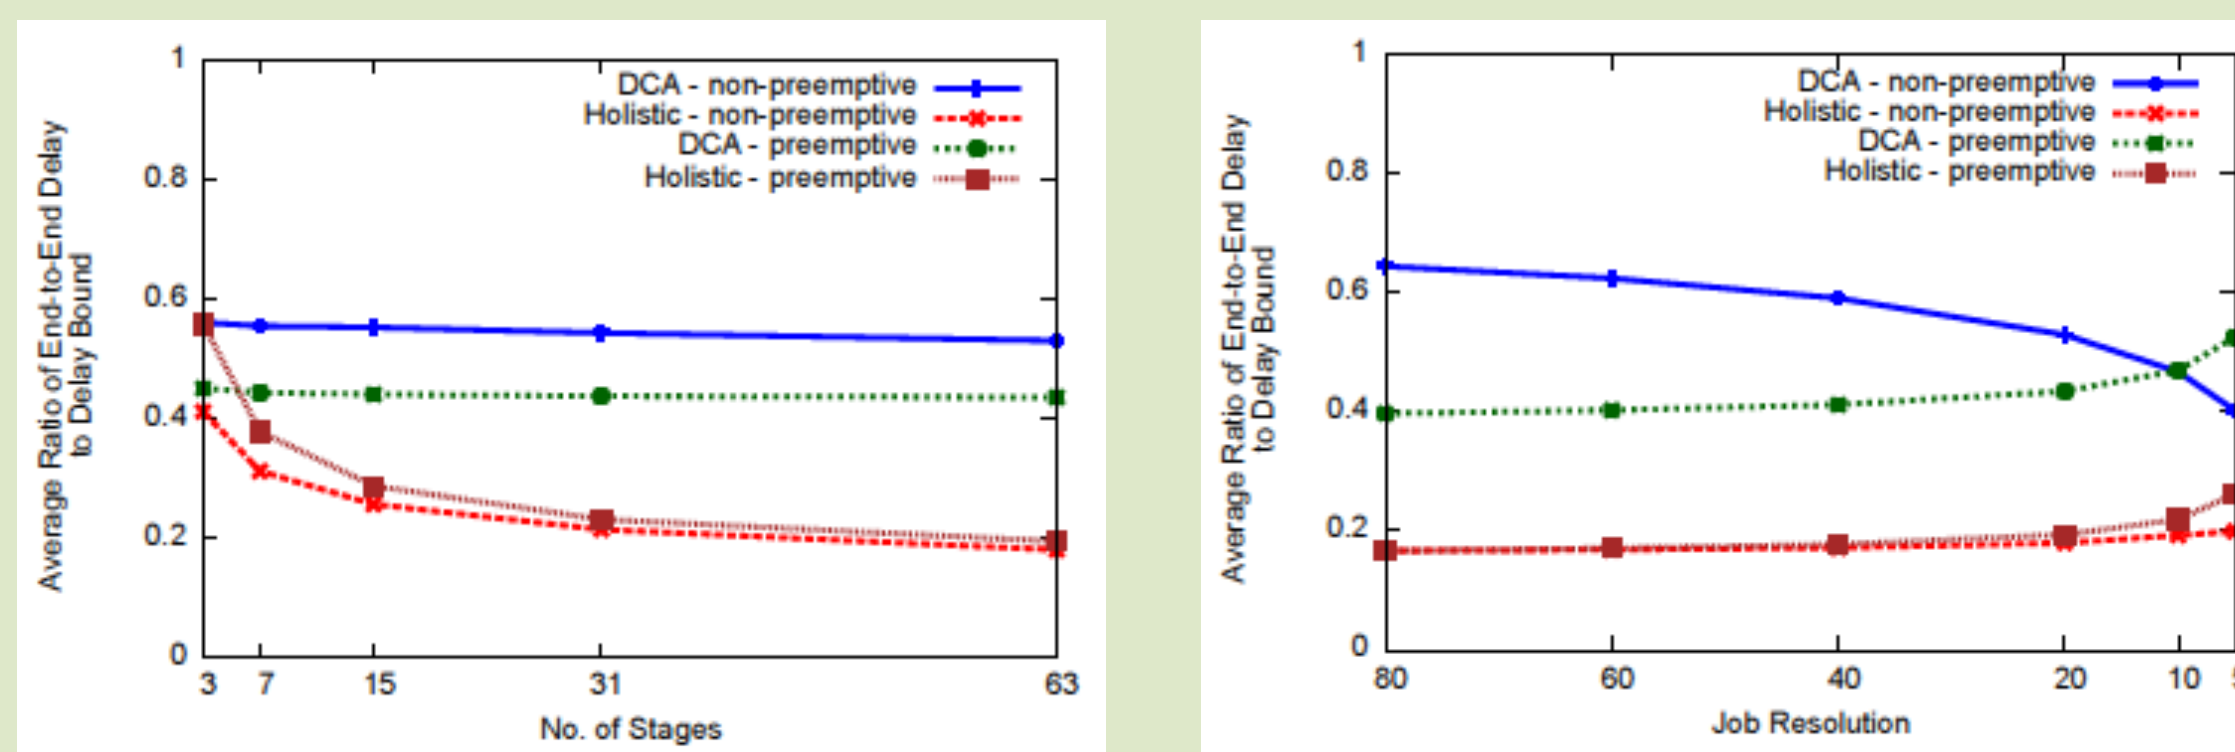 Average Ratio of End-to-End Delay
to Delay Bound
1
0.8
0.6
0.4
0.2
0
DCA - non-preemptive
Holistic - non-preemptive
DCA - preemptive
Holistic - preemptive
3 7 15 31 63
No. of Stages
Average Ratio of End-to-End Delay
to Delay Bound
1
0.8
0.6
0.4
0.2
0
DCA - non-preemptive
Holistic - non-preemptive
DCA - preemptive
Holistic - preemptive
80 60 40 20 10 5
Job Resolution